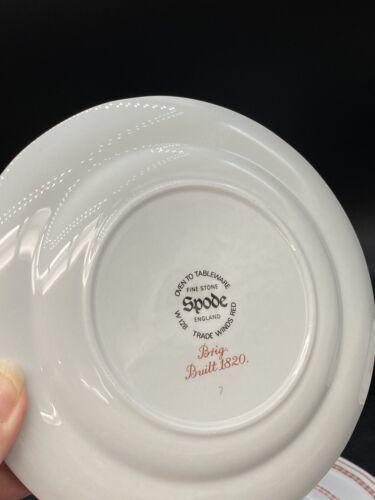 OVEN TO TABLEWARE
FINE STONE
Spode
ENGLAND
W 128 TRADE WINDS RED
Brig.
Built 1820.
7